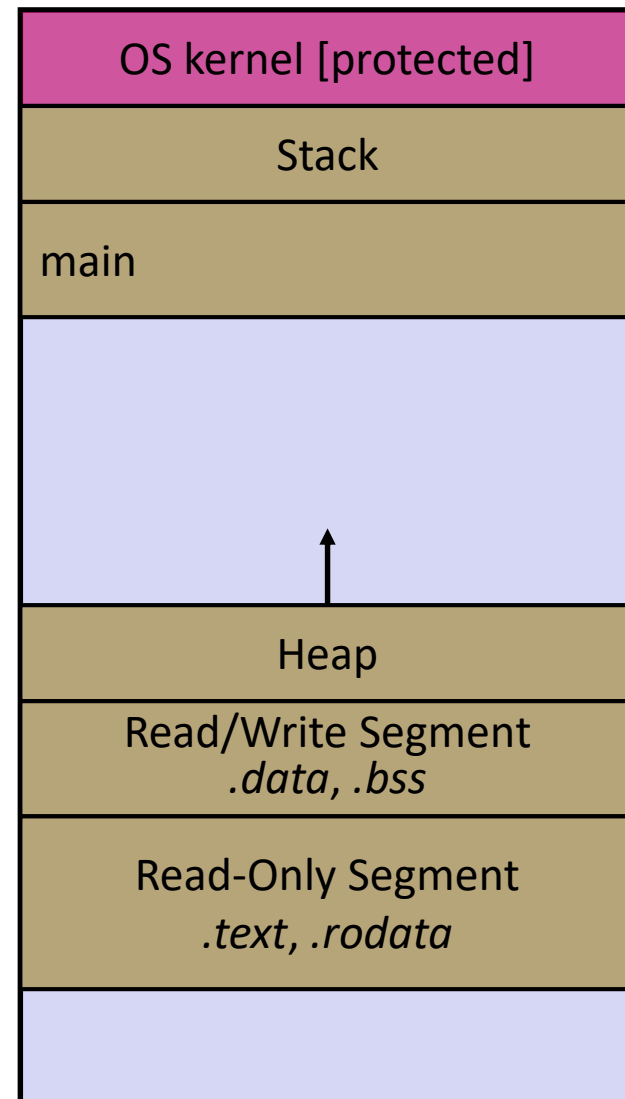 OS kernel [protected]
Stack
main
Heap
Read/Write Segment
.data, .bss
Read-Only Segment
.text, .rodata